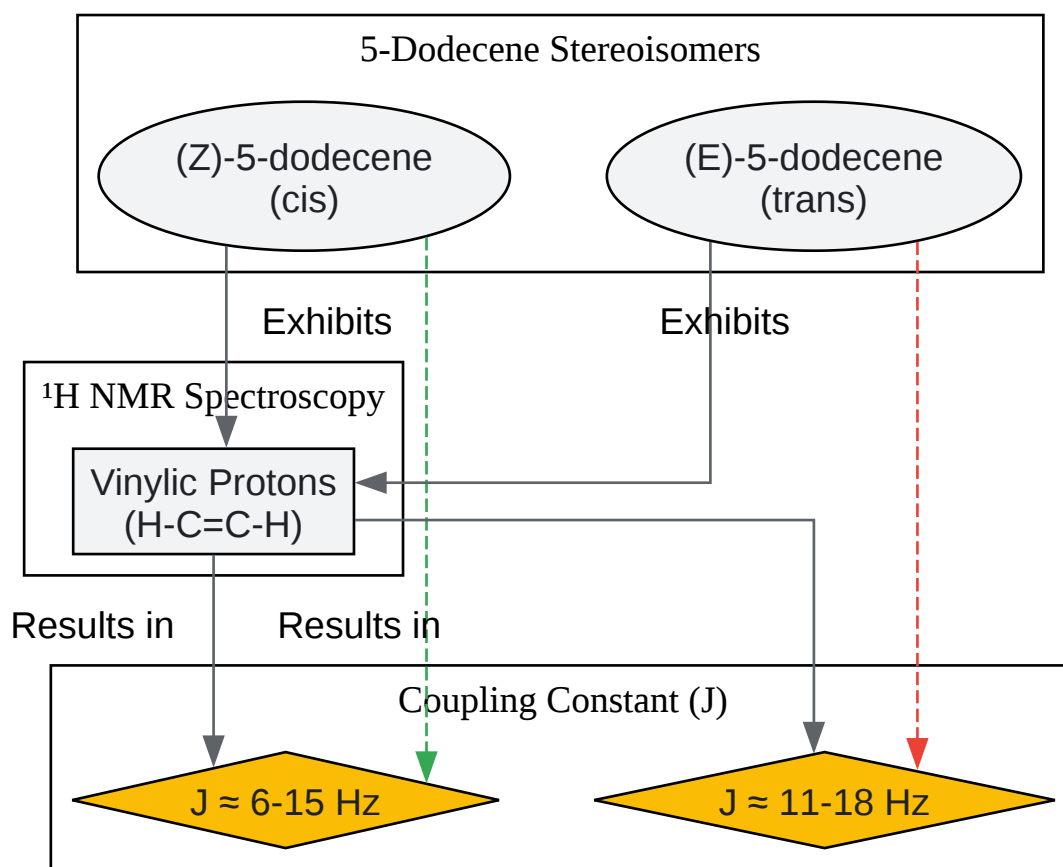 5-Dodecene Stereoisomers
(Z)-5-dodecene
(cis)
(E)-5-dodecene
(trans)
Exhibits
Exhibits
¹H NMR Spectroscopy
Vinylic Protons
(H-C=C-H)
Results in
Results in
Coupling Constant (J)
J ≈ 6-15 Hz
J ≈ 11-18 Hz